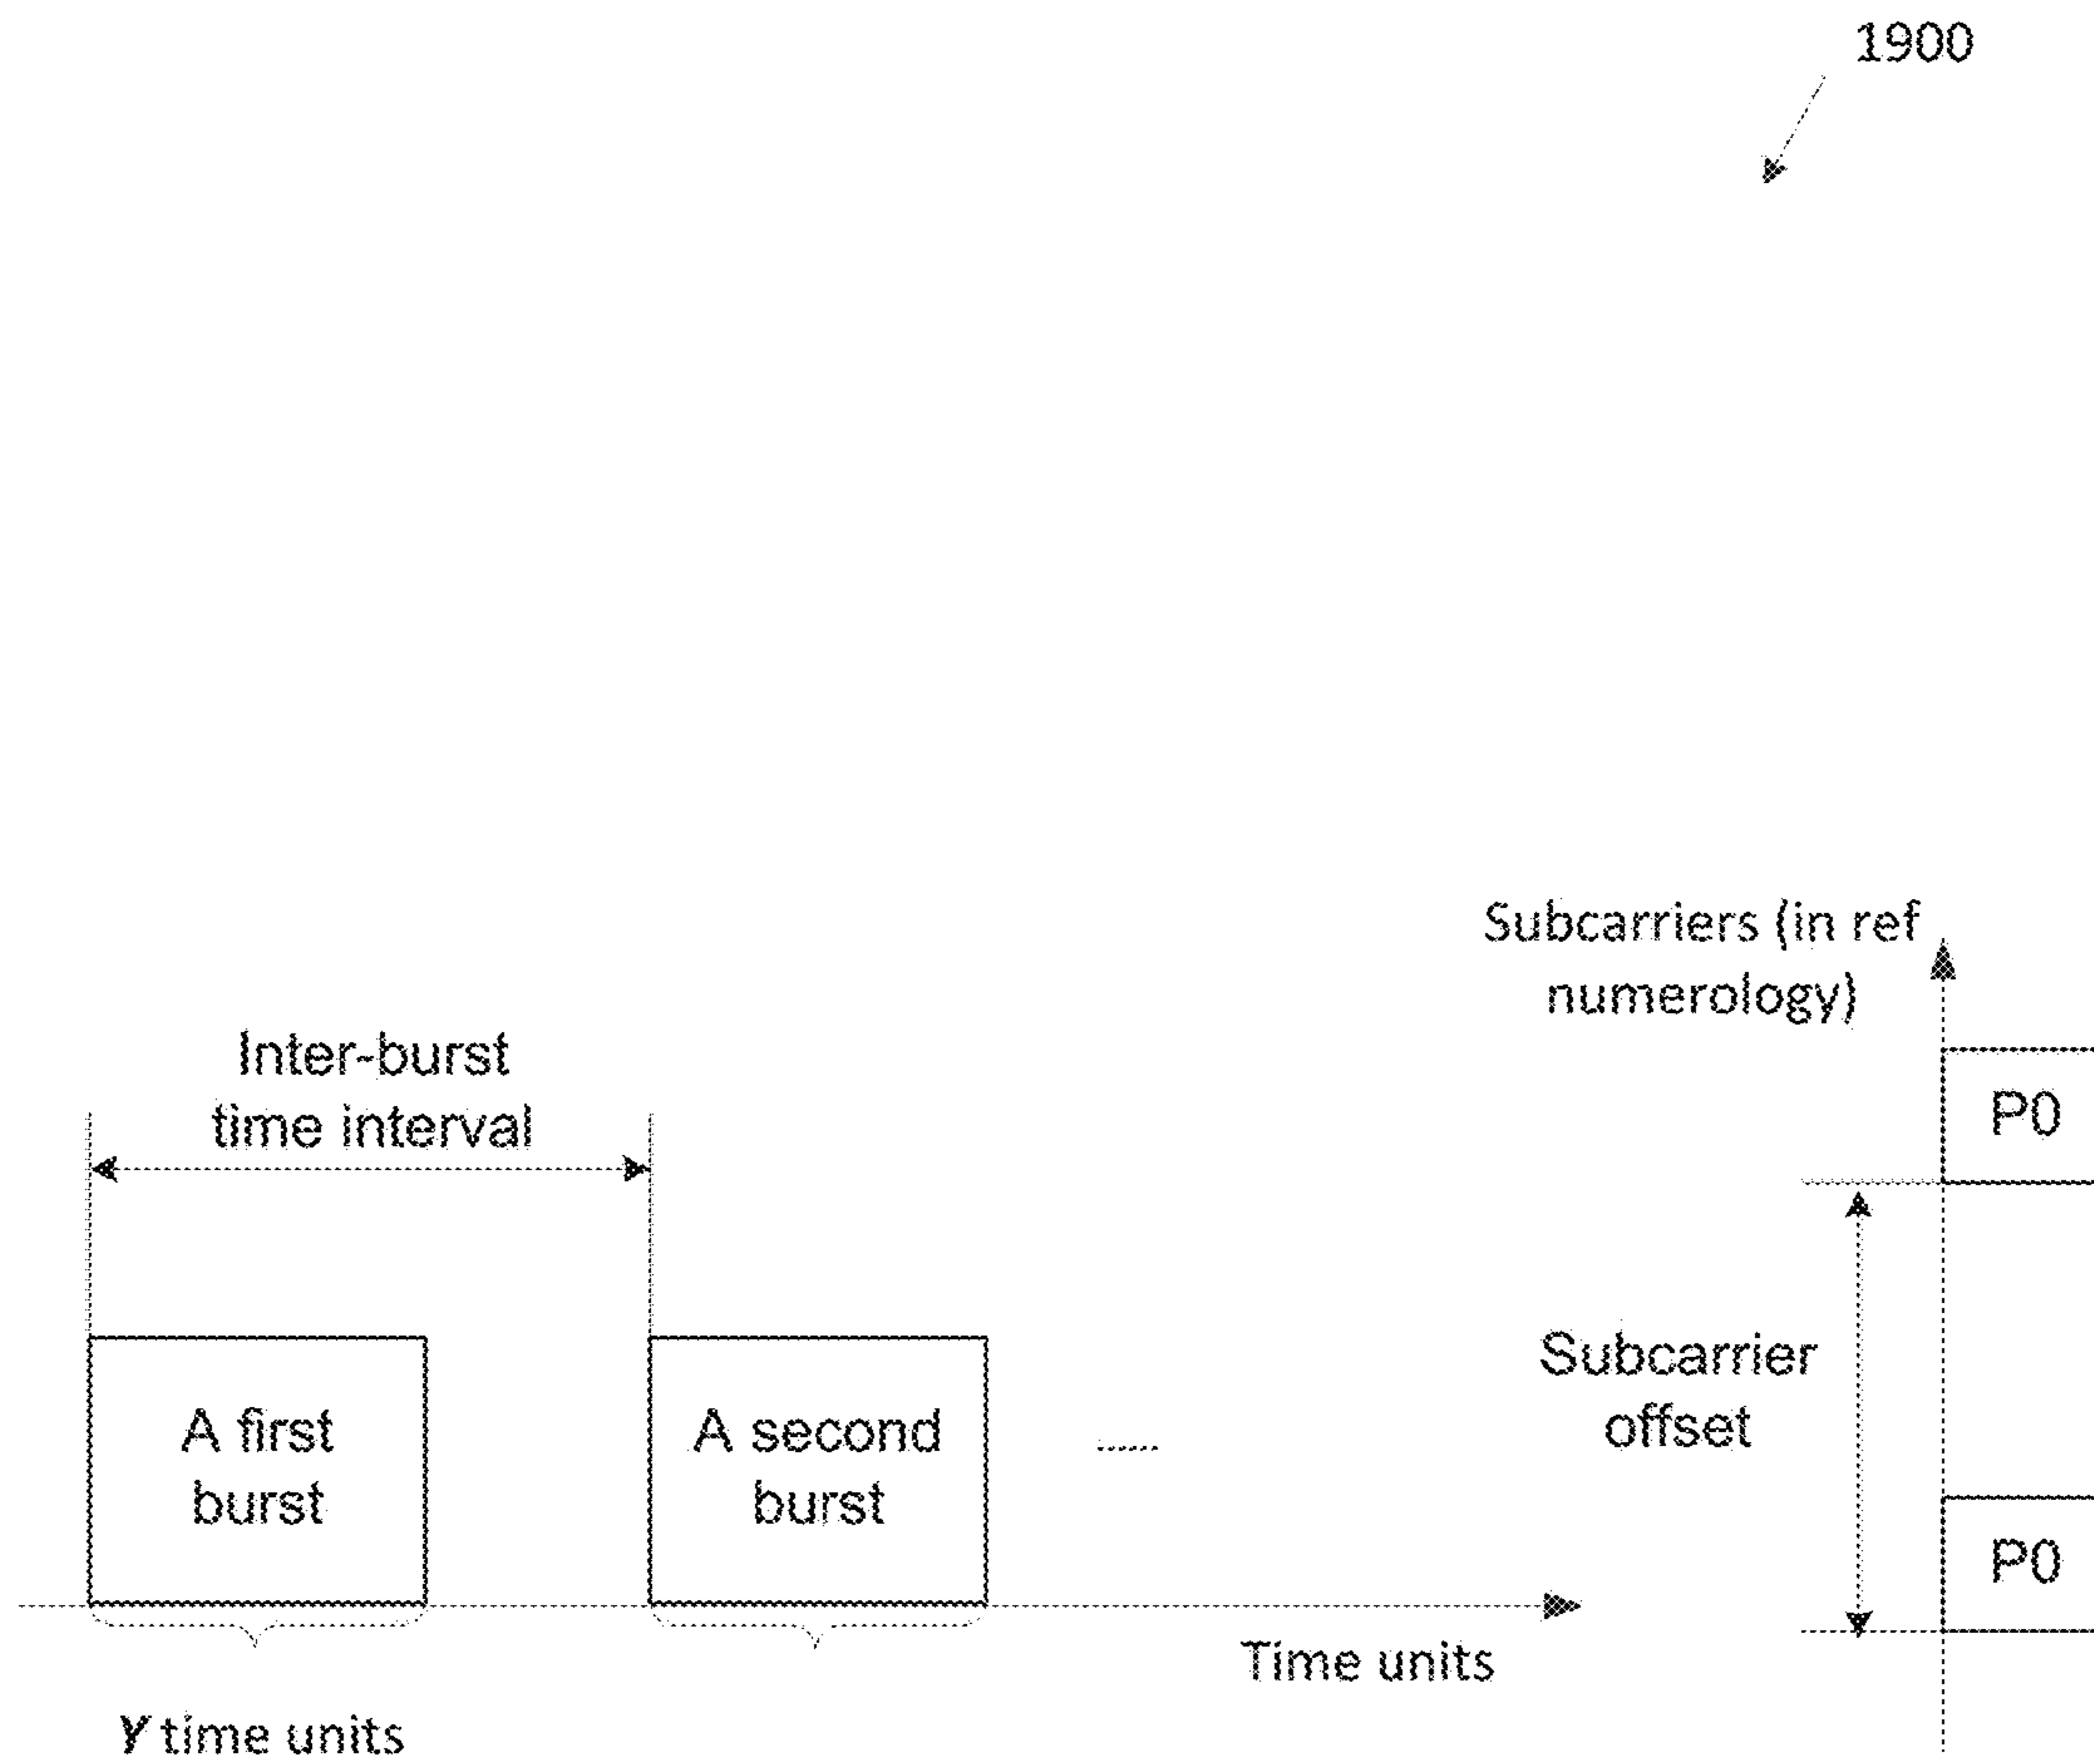 1900
Subcarriers (in ref
numerology)
Inter-burst
time interval
P0
Subcarrier
offset
A first
burst
A second
burst
P0
Time units
Y time units